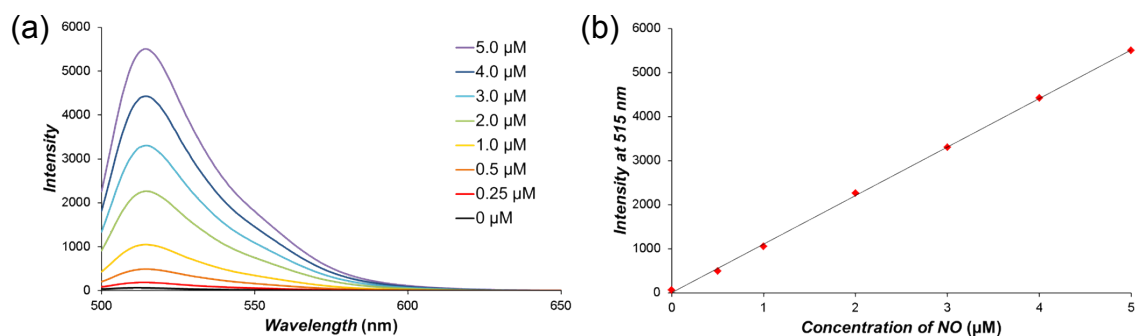 (a)
6000
5000
4000
3000
2000
1000
0
Intensity
500
550
600
650
Wavelength (nm)
5.0 µM
4.0 µM
3.0 µM
2.0 µM
1.0 µM
0.5 µM
0.25 µM
0 µM
(b)
6000
5000
4000
3000
2000
1000
0
Intensity at 515 nm
0
1
2
3
4
5
Concentration of NO (µM)